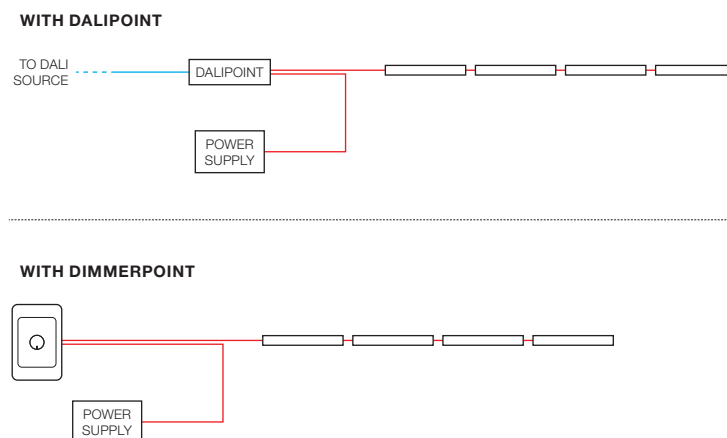 WITH DALIPOINT
TO DALI
SOURCE
DALIPOINT
POWER
SUPPLY
WITH DIMMERPOINT
POWER
SUPPLY